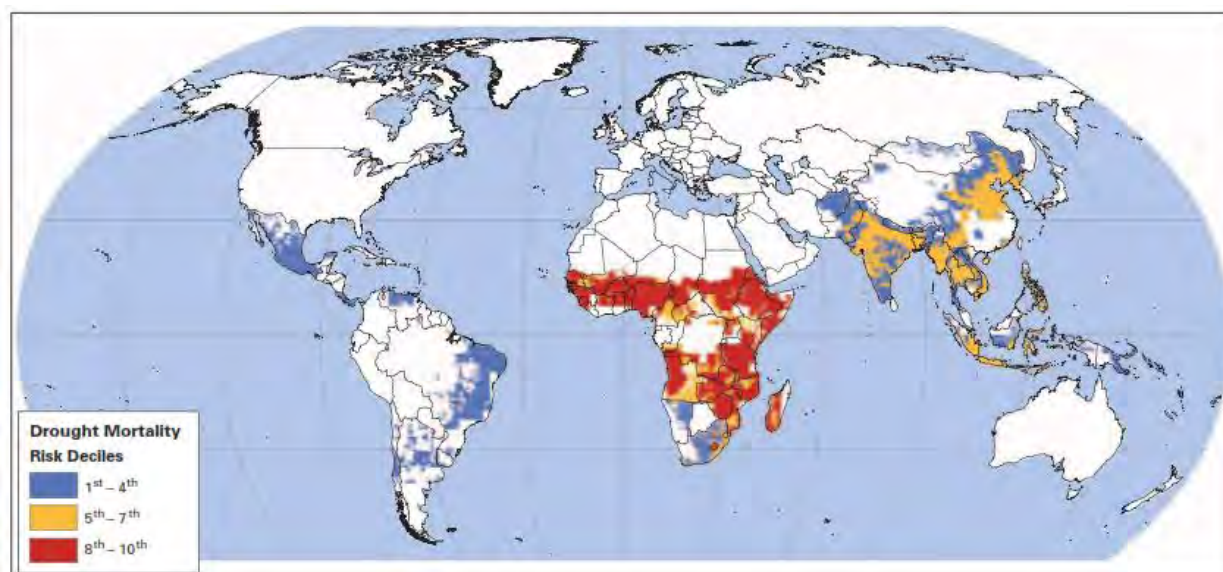 Drought Mortality
Risk Deciles
1st – 4th
5th – 7th
8th – 10th